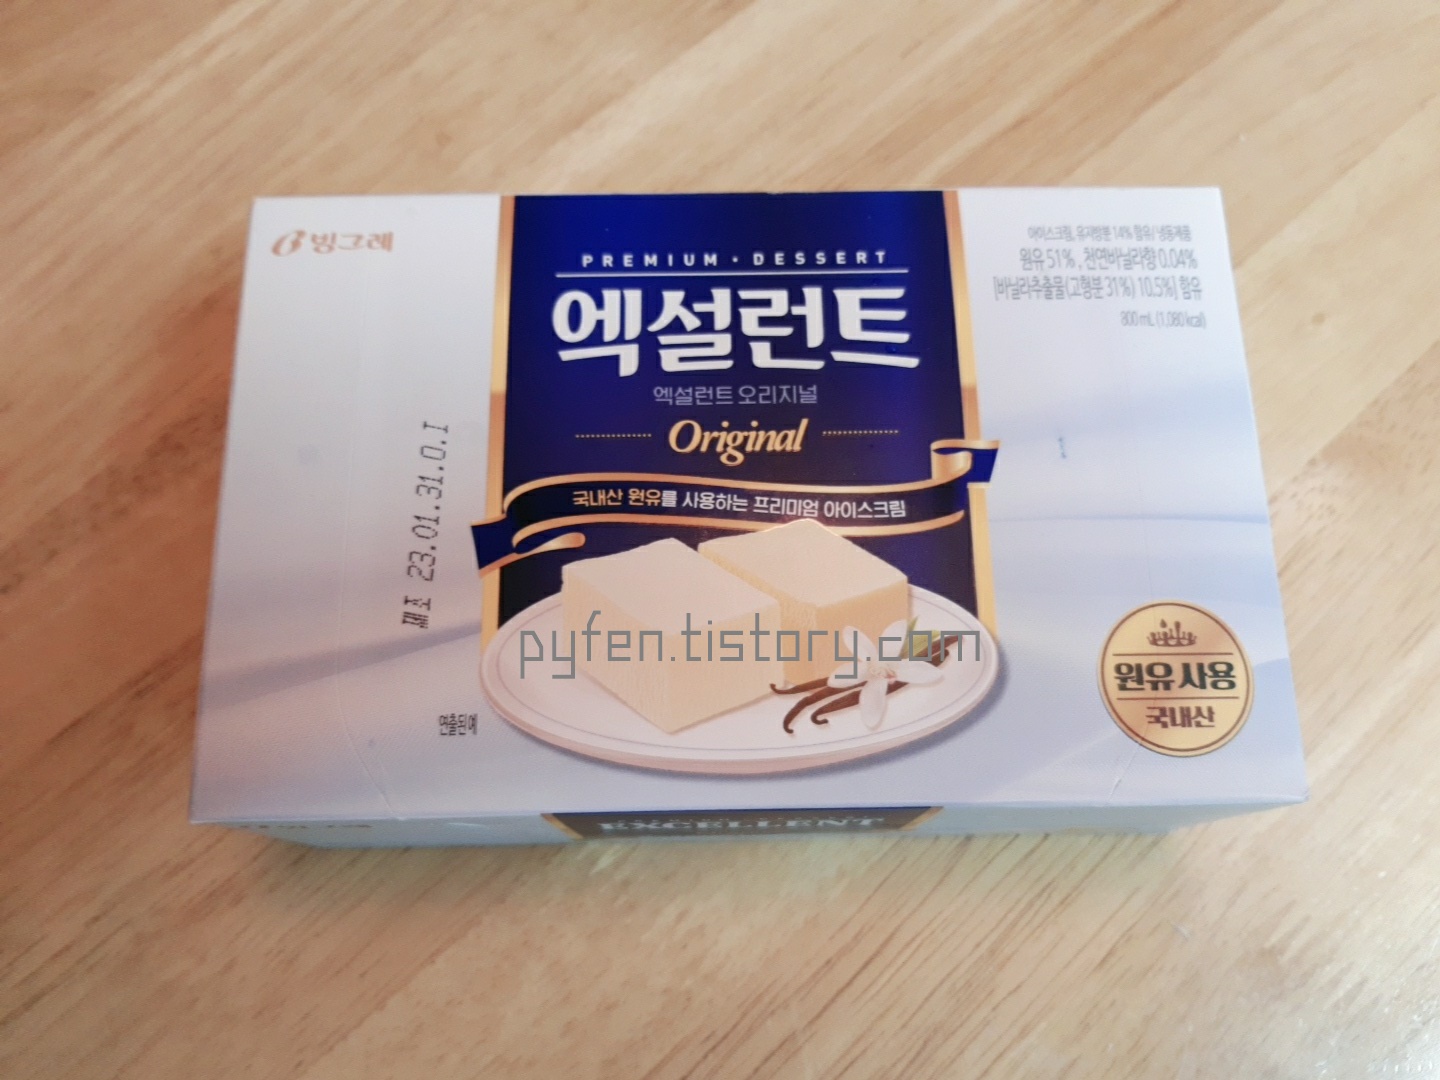 빙그레
PREMIUM · DESSERT
엑설런트
엑설런트 오리지널
Original
국내산 원유를 사용하는 프리미엄 아이스크림
아이스크림, 유지방분 14% 함유/ 냉동제품
원유 51%, 천연바닐라향 0.04%
[바닐라추출물(고형분 31%) 10.5%] 함유
800 mL (1,080 kcal)
제조 23.01.31.0.1
연출된 예
원유 사용
국내산
pyfen.tistory.com
EXCELLENT